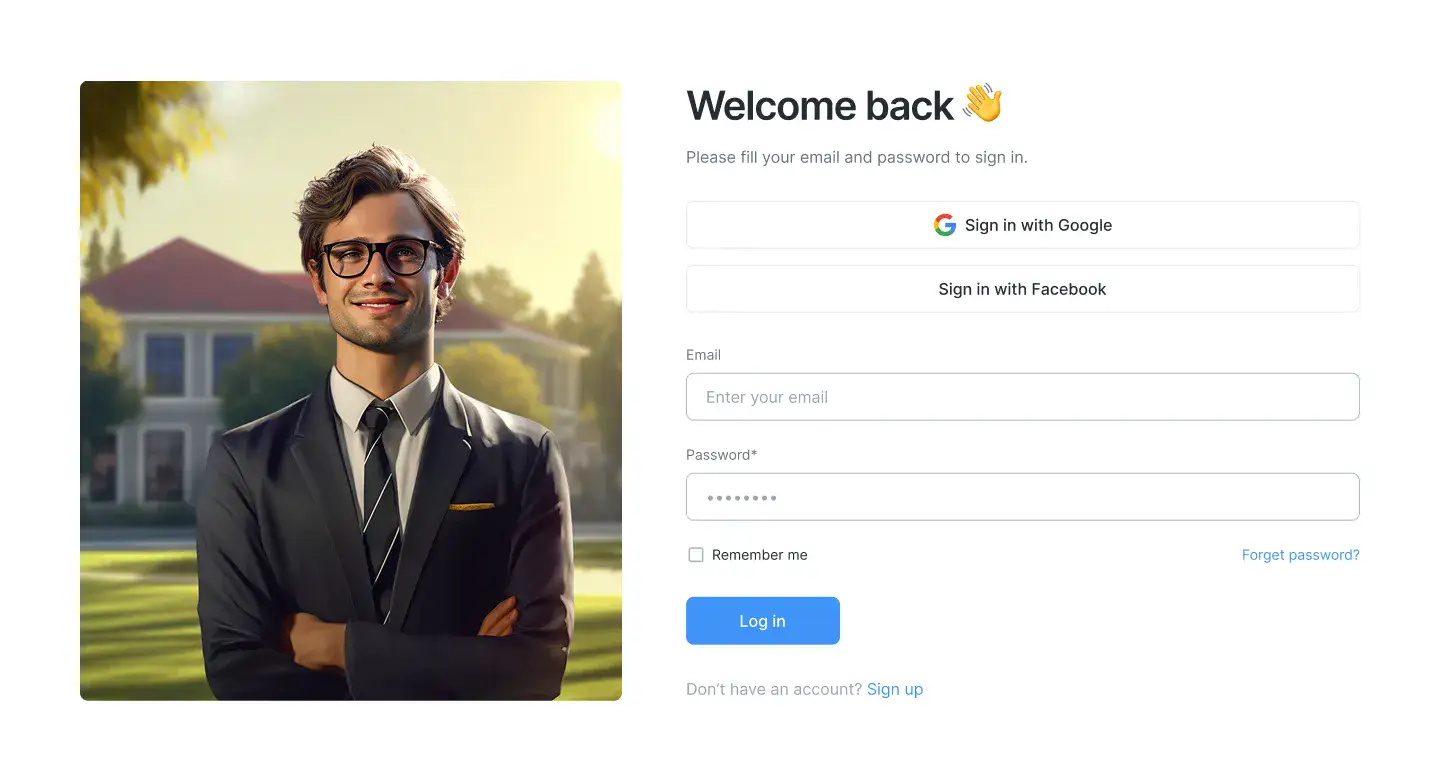 Welcome back 👋
Please fill your email and password to sign in.
Sign in with Google
Sign in with Facebook
Email
Enter your email
Password*
••••••••
Remember me
Forget password?
Log in
Don’t have an account? Sign up